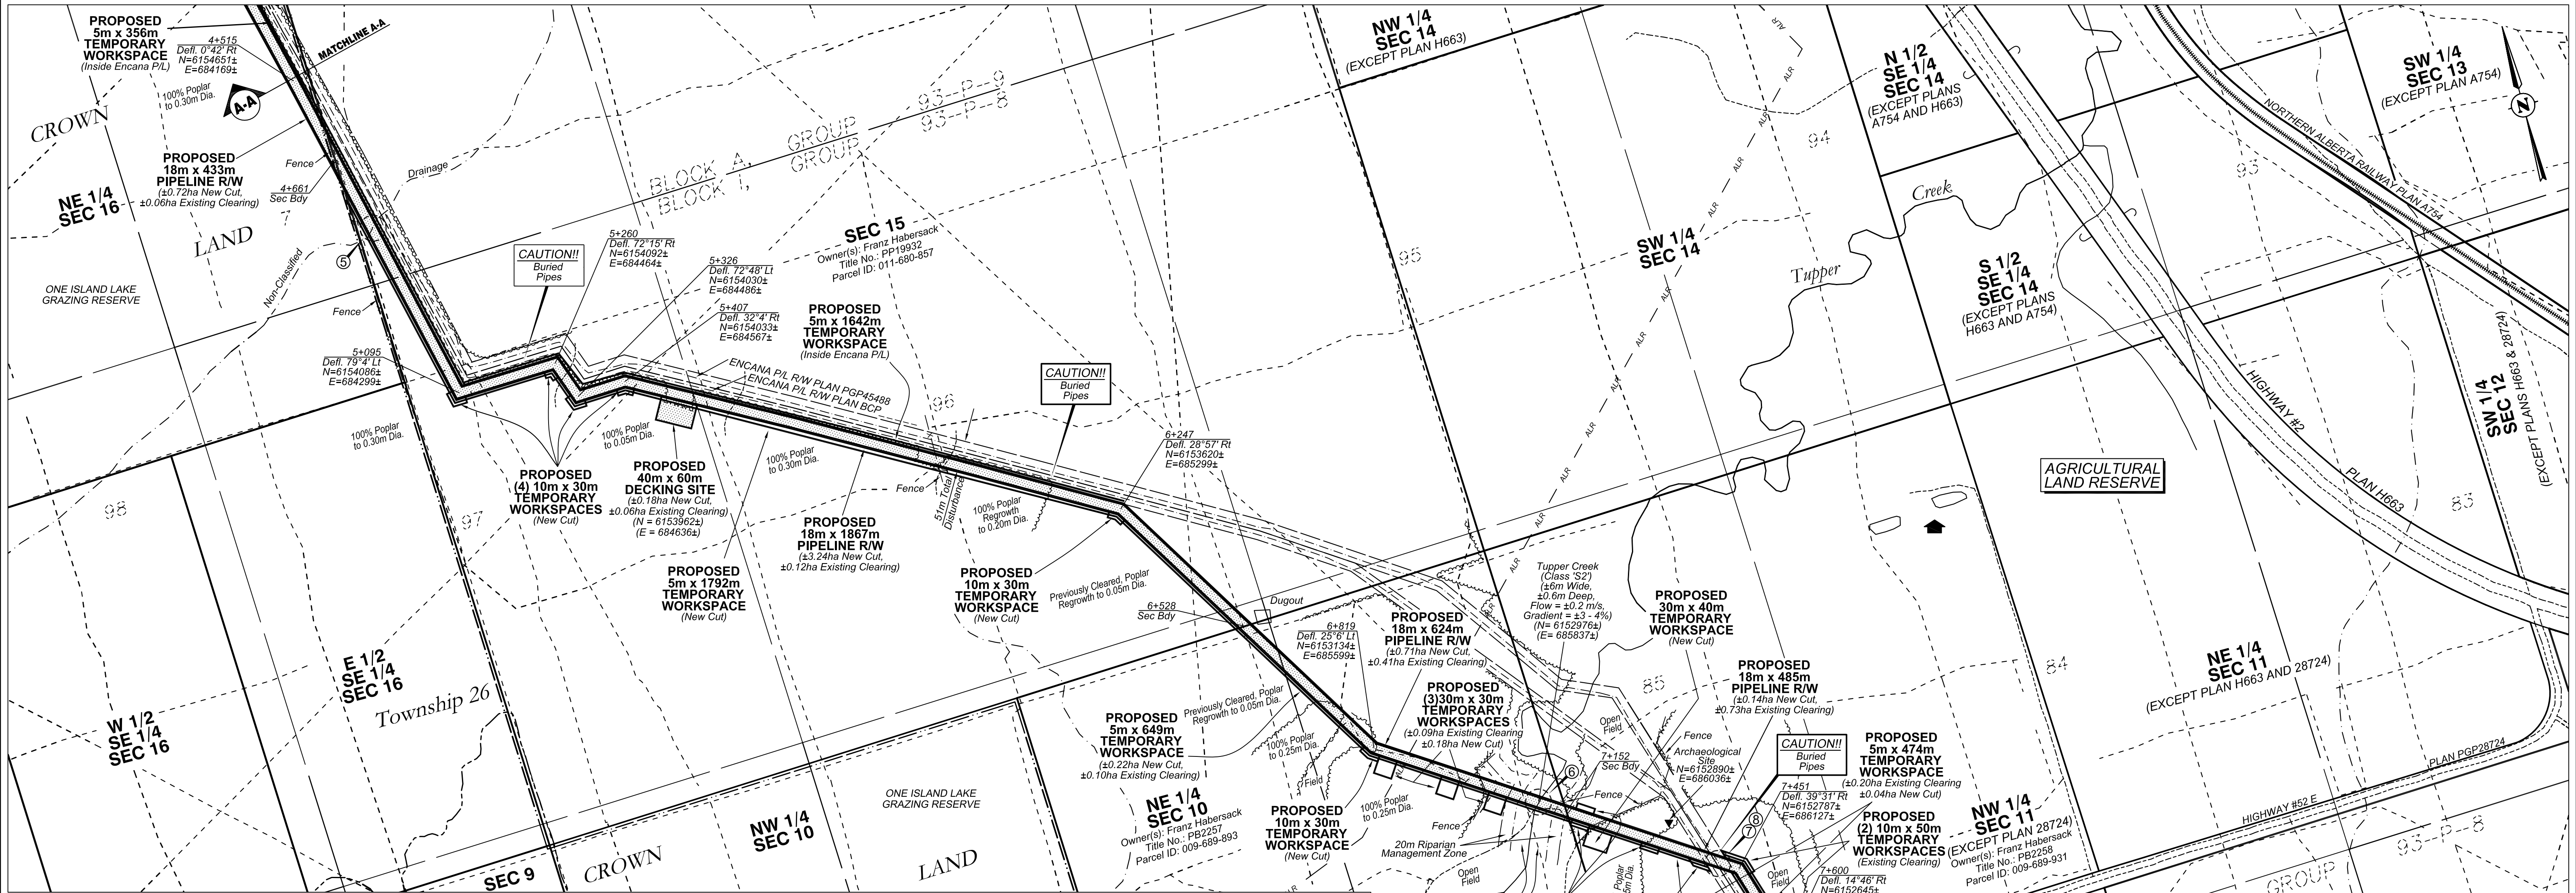 PROPOSED
5m x 356m
TEMPORARY
WORKSPACE
(Inside Encana P/L)
4+515
Defl. 0°42' Rt
N=6154651±
E=684169±
MATCHLINE A-A
A-A
100% Poplar
to 0.30m Dia.
CROWN
LAND
PROPOSED
18m x 433m
PIPELINE R/W
(±0.72ha New Cut,
±0.06ha Existing Clearing)
Fence
4+661
Sec Bdy
NE 1/4
SEC 16
ONE ISLAND LAKE
GRAZING RESERVE
Non-Classified
5
Fence
Drainage
93-P-9
93-P-8
BLOCK A, GROUP
BLOCK 1, GROUP
SEC 15
Owner(s): Franz Habersack
Title No.: PP19932
Parcel ID: 011-680-857
CAUTION!!
Buried
Pipes
5+260
Defl. 72°15' Rt
N=6154092±
E=684464±
5+326
Defl. 72°48' Lt
N=6154030±
E=684486±
5+407
Defl. 32°4' Rt
N=6154033±
E=684567±
PROPOSED
5m x 1642m
TEMPORARY
WORKSPACE
(Inside Encana P/L)
5+095
Defl. 79°4' Lt
N=6154086±
E=684299±
ENCANA P/L R/W PLAN PGP45488
ENCANA P/L R/W PLAN BCP
100% Poplar
to 0.30m Dia.
100% Poplar
to 0.05m Dia.
100% Poplar
to 0.30m Dia.
PROPOSED
(4) 10m x 30m
TEMPORARY
WORKSPACES
(New Cut)
PROPOSED
40m x 60m
DECKING SITE
(±0.18ha New Cut,
±0.06ha Existing Clearing)
(N = 6153962±)
(E = 684636±)
PROPOSED
5m x 1792m
TEMPORARY
WORKSPACE
(New Cut)
PROPOSED
18m x 1867m
PIPELINE R/W
(±3.24ha New Cut,
±0.12ha Existing Clearing)
Fence
51m Total
Disturbance
100% Poplar
Regrowth
to 0.20m Dia.
CAUTION!!
Buried
Pipes
6+247
Defl. 28°57' Rt
N=6153620±
E=685299±
PROPOSED
10m x 30m
TEMPORARY
WORKSPACE
(New Cut)
Previously Cleared, Poplar
Regrowth to 0.05m Dia.
6+528
Sec Bdy
Dugout
98
97
96
95
94
93
83
84
85
E 1/2
SE 1/4
SEC 16
Township 26
W 1/2
SE 1/4
SEC 16
SEC 9
CROWN
LAND
NW 1/4
SEC 10
ONE ISLAND LAKE
GRAZING RESERVE
NE 1/4
SEC 10
Owner(s): Franz Habersack
Title No.: PB2257
Parcel ID: 009-689-893
PROPOSED
5m x 649m
TEMPORARY
WORKSPACE
(±0.22ha New Cut,
±0.10ha Existing Clearing)
Previously Cleared, Poplar
Regrowth to 0.05m Dia.
100% Poplar
to 0.25m Dia.
Field
6+819
Defl. 25°6' Lt
N=6153134±
E=685599±
PROPOSED
10m x 30m
TEMPORARY
WORKSPACE
(New Cut)
100% Poplar
to 0.25m Dia.
PROPOSED
18m x 624m
PIPELINE R/W
(±0.71ha New Cut,
±0.41ha Existing Clearing)
PROPOSED
(3)30m x 30m
TEMPORARY
WORKSPACES
(±0.09ha Existing Clearing
±0.18ha New Cut)
Tupper Creek
(Class 'S2')
(±6m Wide,
±0.6m Deep,
Flow = ±0.2 m/s,
Gradient = ±3 - 4%)
(N= 6152976±)
(E= 685837±)
PROPOSED
30m x 40m
TEMPORARY
WORKSPACE
(New Cut)
PROPOSED
18m x 485m
PIPELINE R/W
(±0.14ha New Cut,
±0.73ha Existing Clearing)
Open
Field
Fence
Archaeological
Site
N=6152890±
E=686036±
7+152
Sec Bdy
6
Fence
Fence
20m Riparian
Management Zone
Open
Field
Poplar
CAUTION!!
Buried
Pipes
7+451
Defl. 39°31' Rt
N=6152787±
E=686127±
8
7
PROPOSED
5m x 474m
TEMPORARY
WORKSPACE
(±0.20ha Existing Clearing
±0.04ha New Cut)
PROPOSED
(2) 10m x 50m
TEMPORARY
WORKSPACES
(Existing Clearing)
7+600
Defl. 14°46' Rt
N=6152645±
Open
Field
NW 1/4
SEC 11
(EXCEPT PLAN 28724)
Owner(s): Franz Habersack
Title No.: PB2258
Parcel ID: 009-689-931
NW 1/4
SEC 14
(EXCEPT PLAN H663)
SW 1/4
SEC 14
ALR
ALR
ALR
ALR
ALR
ALR
ALR
ALR
ALR
ALR
ALR
ALR
ALR
Tupper
Creek
N 1/2
SE 1/4
SEC 14
(EXCEPT PLANS
A754 AND H663)
S 1/2
SE 1/4
SEC 14
(EXCEPT PLANS
H663 AND A754)
SW 1/4
SEC 13
(EXCEPT PLAN A754)
N
NORTHERN ALBERTA RAILWAY PLAN A754
HIGHWAY #2
PLAN H663
SW 1/4
SEC 12
(EXCEPT PLANS H663 & 28724)
AGRICULTURAL
LAND RESERVE
NE 1/4
SEC 11
(EXCEPT PLAN H663 AND 28724)
PLAN PGP28724
HIGHWAY #52 E
93-P-8
GROUP